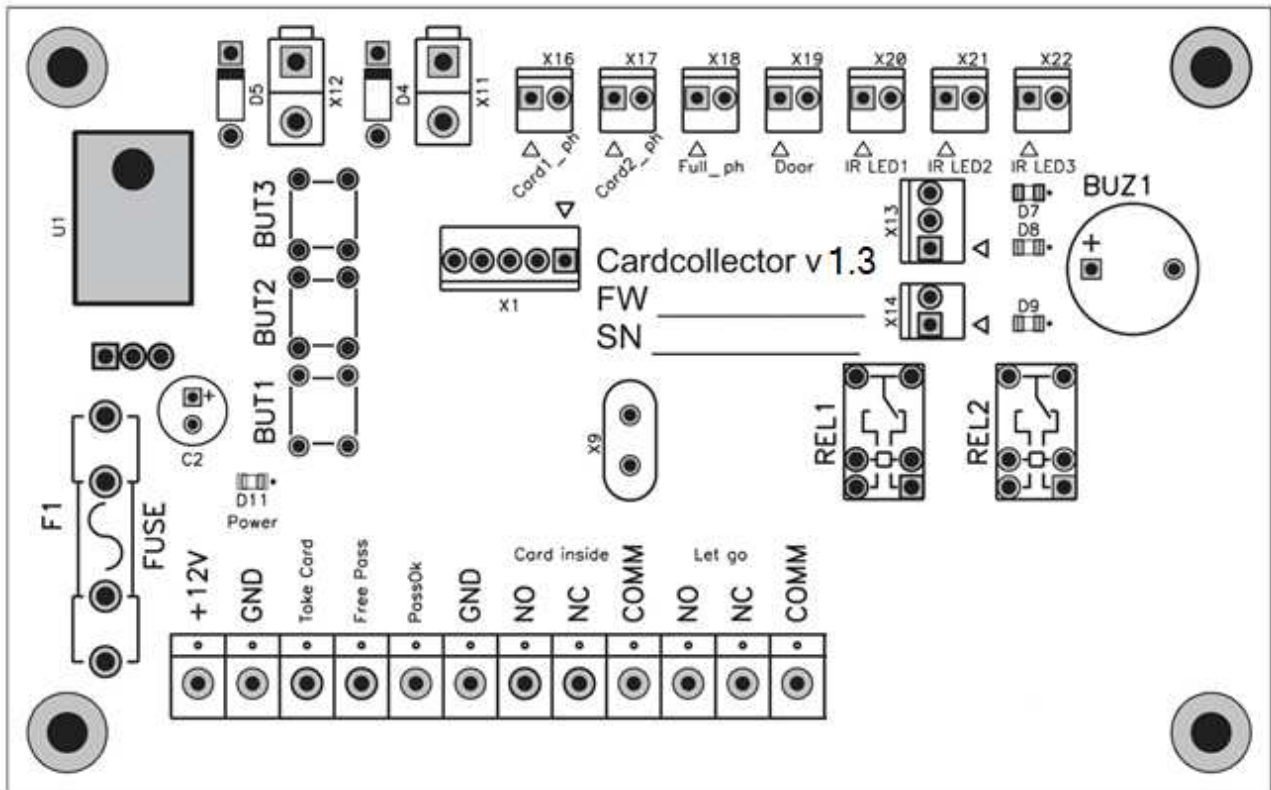 X16 X17 X18 X19 X20 X21 X22
D5 X12 D4 X11
Card1_ph Card2_ph Full_ph Door IR LED1 IR LED2 IR LED3
U1
BUT3
X13
D7
BUZ1
+
D8
X1
Cardcollector v 1.3
FW
BUT2
X14
D9
SN
BUT1
+
C2
X9
REL1
REL2
F1
FUSE
D11
Power
Card inside Let go
+12V GND Take Card Free Pass PassOk GND NO NC COMM NO NC COMM